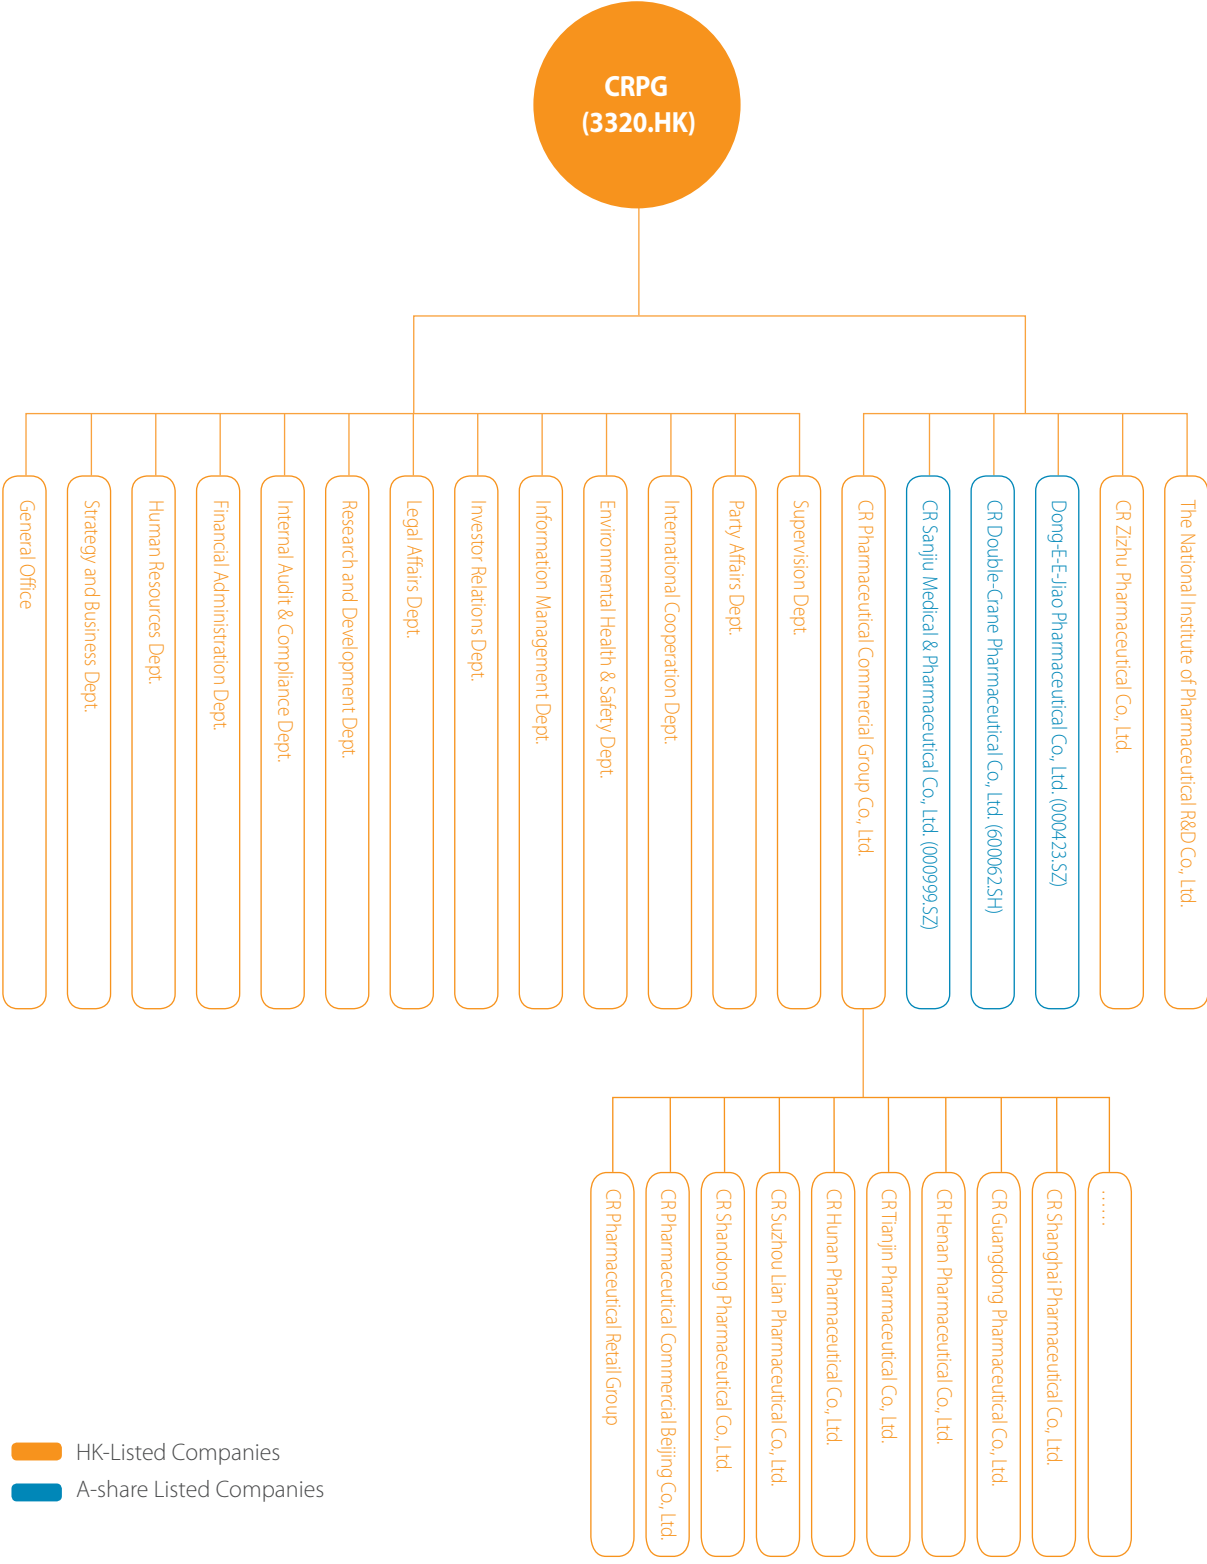 CRPG
(3320.HK)
General Office
Strategy and Business Dept.
Human Resources Dept.
Financial Administration Dept.
Internal Audit & Compliance Dept.
Research and Development Dept.
Legal Affairs Dept.
Investor Relations Dept.
Information Management Dept.
Environmental Health & Safety Dept.
International Cooperation Dept.
Party Affairs Dept.
Supervision Dept.
CR Pharmaceutical Commercial Group Co., Ltd.
CR Sanjiu Medical & Pharmaceutical Co., Ltd. (000999.SZ)
CR Double-Crane Pharmaceutical Co., Ltd. (600062.SH)
Dong-E-E-Jiao Pharmaceutical Co., Ltd. (000423.SZ)
CR Zizhu Pharmaceutical Co., Ltd.
The National Institute of Pharmaceutical R&D Co., Ltd.
CR Pharmaceutical Retail Group
CR Pharmaceutical Commercial Beijing Co., Ltd.
CR Shandong Pharmaceutical Co., Ltd.
CR Suzhou Lian Pharmaceutical Co., Ltd.
CR Hunan Pharmaceutical Co., Ltd.
CR Tianjin Pharmaceutical Co., Ltd.
CR Henan Pharmaceutical Co., Ltd.
CR Guangdong Pharmaceutical Co., Ltd.
CR Shanghai Pharmaceutical Co., Ltd.
......
HK-Listed Companies
A-share Listed Companies